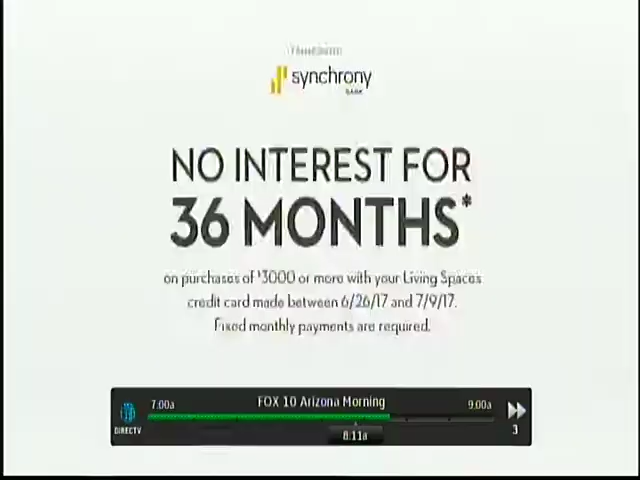 synchrony
BANK
NO INTEREST FOR
36 MONTHS*
on purchases of $3000 or more with your Living Spaces
credit card made between 6/26/17 and 7/9/17.
Fixed monthly payments are required.
7:00a FOX 10 Arizona Morning 9:00a
DIRECTV
8:11a
3